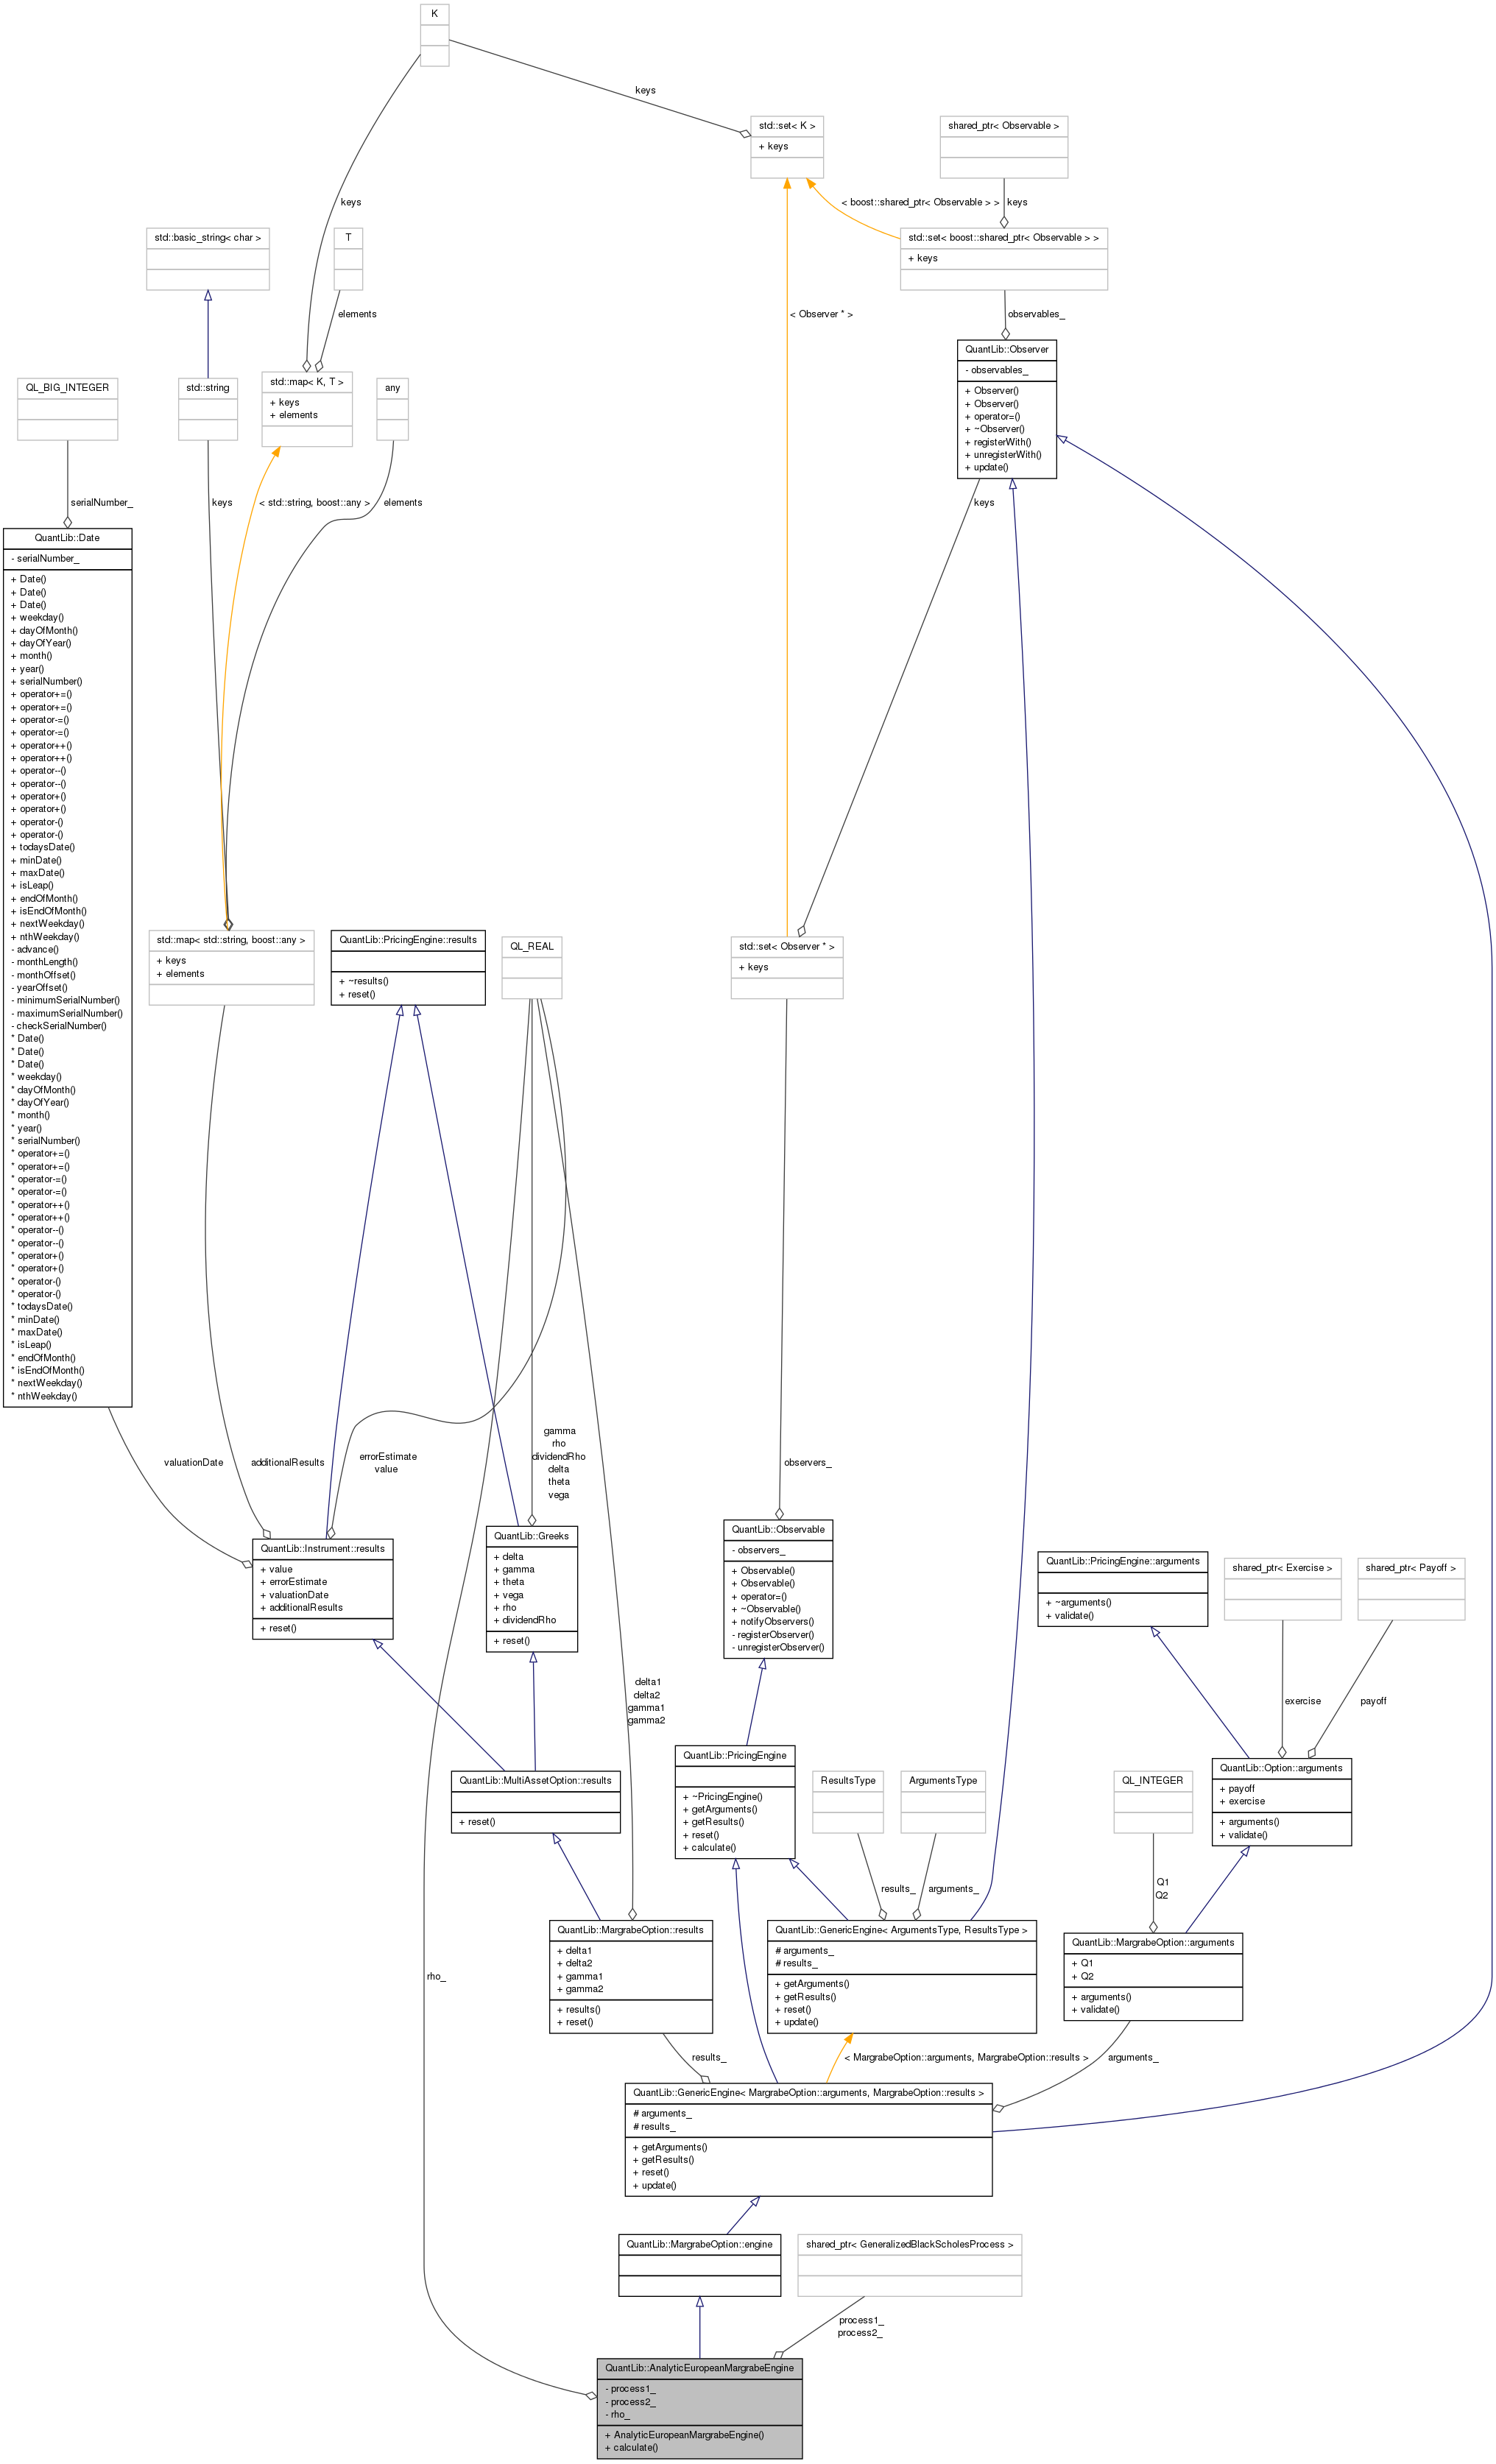 K
keys
std::set< K >
+ keys
shared_ptr< Observable >
keys
< boost::shared_ptr< Observable > >
keys
std::basic_string< char >
T
std::set< boost::shared_ptr< Observable > >
+ keys
elements
< Observer * >
observables_
QuantLib::Observer
- observables_
+ Observer()
+ Observer()
+ operator=()
+ ~Observer()
+ registerWith()
+ unregisterWith()
+ update()
QL_BIG_INTEGER
std::string
std::map< K, T >
+ keys
+ elements
any
serialNumber_
keys
< std::string, boost::any >
elements
keys
QuantLib::Date
- serialNumber_
+ Date()
+ Date()
+ Date()
+ weekday()
+ dayOfMonth()
+ dayOfYear()
+ month()
+ year()
+ serialNumber()
+ operator+=()
+ operator+=()
+ operator-=()
+ operator-=()
+ operator++()
+ operator++()
+ operator--()
+ operator--()
+ operator+()
+ operator+()
+ operator-()
+ operator-()
+ todaysDate()
+ minDate()
+ maxDate()
+ isLeap()
+ endOfMonth()
+ isEndOfMonth()
+ nextWeekday()
+ nthWeekday()
- advance()
- monthLength()
- monthOffset()
- yearOffset()
- minimumSerialNumber()
- maximumSerialNumber()
- checkSerialNumber()
* Date()
* Date()
* Date()
* weekday()
* dayOfMonth()
* dayOfYear()
* month()
* year()
* serialNumber()
* operator+=()
* operator+=()
* operator-=()
* operator-=()
* operator++()
* operator++()
* operator--()
* operator--()
* operator+()
* operator+()
* operator-()
* operator-()
* todaysDate()
* minDate()
* maxDate()
* isLeap()
* endOfMonth()
* isEndOfMonth()
* nextWeekday()
* nthWeekday()
std::map< std::string, boost::any >
+ keys
+ elements
QuantLib::PricingEngine::results
+ ~results()
+ reset()
QL_REAL
std::set< Observer * >
+ keys
valuationDate
additionalResults
errorEstimate
value
gamma
rho
dividendRho
delta
theta
vega
observers_
QuantLib::Instrument::results
+ value
+ errorEstimate
+ valuationDate
+ additionalResults
+ reset()
QuantLib::Greeks
+ delta
+ gamma
+ theta
+ vega
+ rho
+ dividendRho
+ reset()
QuantLib::Observable
- observers_
+ Observable()
+ Observable()
+ operator=()
+ ~Observable()
+ notifyObservers()
- registerObserver()
- unregisterObserver()
QuantLib::PricingEngine::arguments
+ ~arguments()
+ validate()
shared_ptr< Exercise >
shared_ptr< Payoff >
delta1
delta2
gamma1
gamma2
exercise
payoff
QuantLib::MultiAssetOption::results
+ reset()
QuantLib::PricingEngine
+ ~PricingEngine()
+ getArguments()
+ getResults()
+ reset()
+ calculate()
ResultsType
ArgumentsType
QL_INTEGER
QuantLib::Option::arguments
+ payoff
+ exercise
+ arguments()
+ validate()
results_
arguments_
Q1
Q2
rho_
QuantLib::MargrabeOption::results
+ delta1
+ delta2
+ gamma1
+ gamma2
+ results()
+ reset()
QuantLib::GenericEngine< ArgumentsType, ResultsType >
# arguments_
# results_
+ getArguments()
+ getResults()
+ reset()
+ update()
QuantLib::MargrabeOption::arguments
+ Q1
+ Q2
+ arguments()
+ validate()
results_
< MargrabeOption::arguments, MargrabeOption::results >
arguments_
QuantLib::GenericEngine< MargrabeOption::arguments, MargrabeOption::results >
# arguments_
# results_
+ getArguments()
+ getResults()
+ reset()
+ update()
QuantLib::MargrabeOption::engine
shared_ptr< GeneralizedBlackScholesProcess >
process1_
process2_
QuantLib::AnalyticEuropeanMargrabeEngine
- process1_
- process2_
- rho_
+ AnalyticEuropeanMargrabeEngine()
+ calculate()